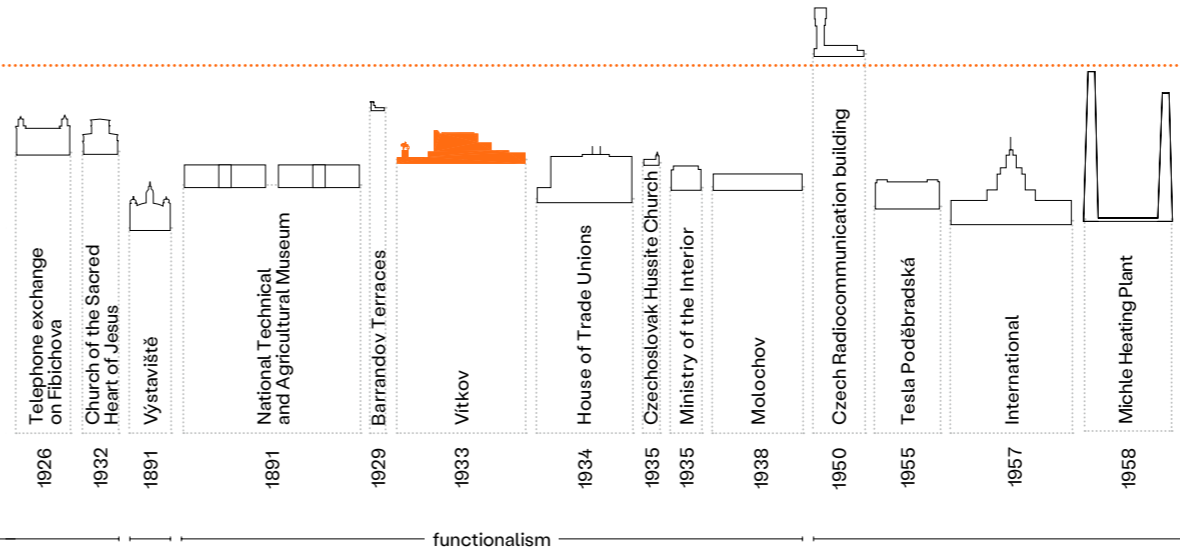 Telephone exchange
on Fibichova
Church of the Sacred
Heart of Jesus
Výstaviště
National Technical
and Agricultural Museum
Barrandov Terraces
Vítkov
House of Trade Unions
Czechoslovak Hussite Church
Ministry of the Interior
Molochov
Czech Radiocommunication building
Tesla Poděbradská
International
Michle Heating Plant
1926
1932
1891
1891
1929
1933
1934
1935
1935
1938
1950
1955
1957
1958
functionalism